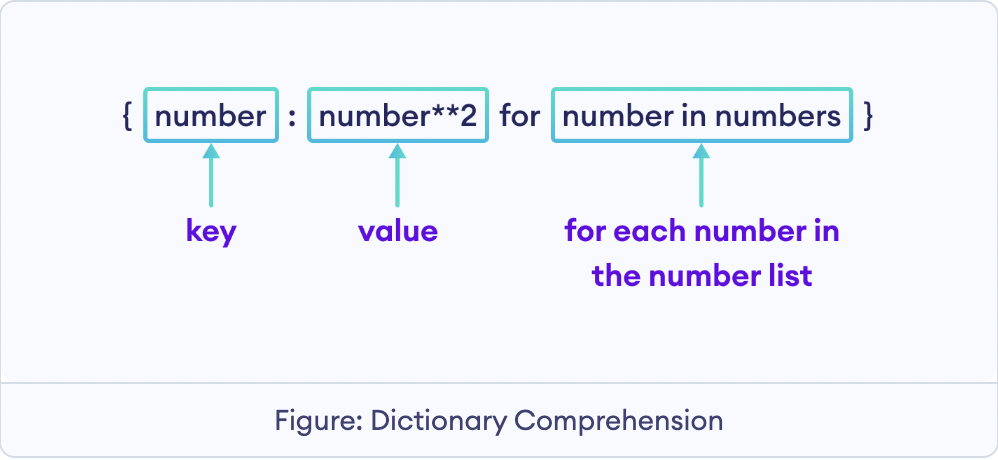 { number : number**2 for number in numbers }
key value for each number in
the number list
Figure: Dictionary Comprehension